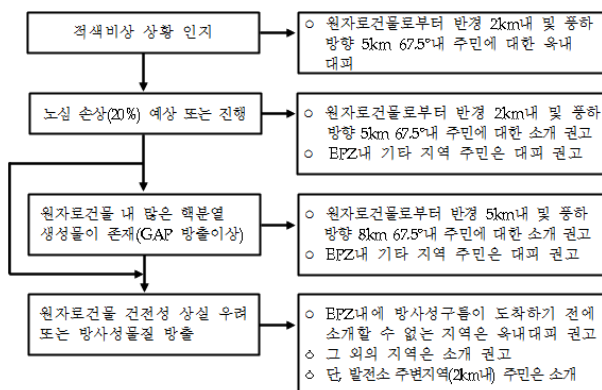 적색비상 상황 인지
○ 원자로건물로부터 반경 2km내 및 풍하
방향 5km 67.5°내 주민에 대한 옥내
대피
노심 손상(20%) 예상 또는 진행
○ 원자로건물로부터 반경 2km내 및 풍하
방향 5km 67.5°내 주민에 대한 소개 권고
○ EPZ내 기타 지역 주민은 대피 권고
원자로건물 내 많은 핵분열
생성물이 존재(GAP 방출이상)
○ 원자로건물로부터 반경 5km내 및 풍하
방향 8km 67.5°내 주민에 대한 소개 권고
○ EPZ내 기타 지역 주민은 대피 권고
원자로건물 건전성 상실 우려
또는 방사성물질 방출
○ EPZ내에 방사성구름이 도착하기 전에
소개할 수 없는 지역은 옥내대피 권고
○ 그 외의 지역은 소개 권고
○ 단, 발전소 주변지역(2km내) 주민은 소개